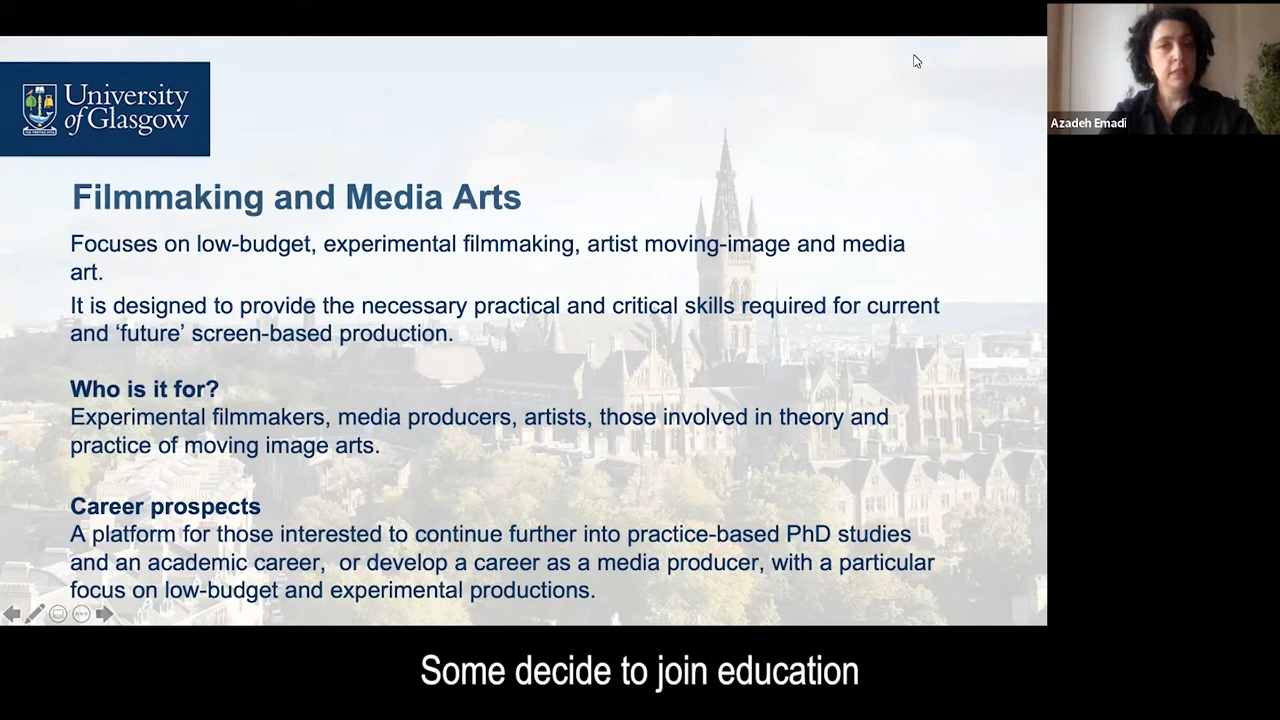 University
of Glasgow
Azadeh Emadi
Filmmaking and Media Arts
Focuses on low-budget, experimental filmmaking, artist moving-image and media
art.
It is designed to provide the necessary practical and critical skills required for current
and ‘future’ screen-based production.
Who is it for?
Experimental filmmakers, media producers, artists, those involved in theory and
practice of moving image arts.
Career prospects
A platform for those interested to continue further into practice-based PhD studies
and an academic career, or develop a career as a media producer, with a particular
focus on low-budget and experimental productions.
Some decide to join education